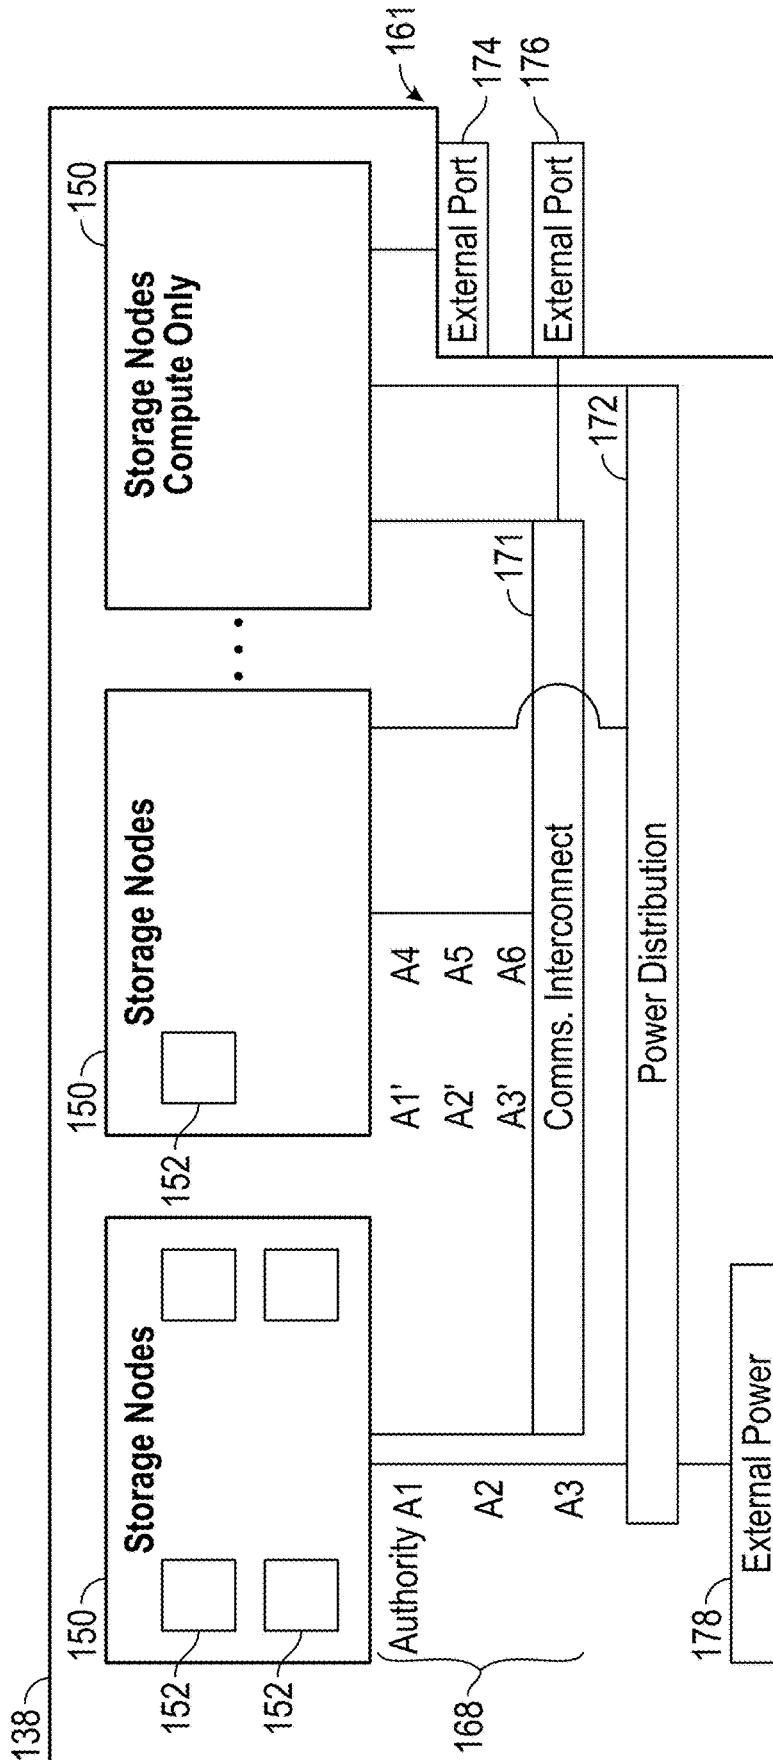 138
161
150
150
150
Storage Nodes
Storage Nodes
Storage Nodes
Compute Only
152
152
152
168
Authority A1
A2
A3
A1'
A2'
A3'
A4
A5
A6
171
Comms. Interconnect
172
Power Distribution
External Port
174
External Port
176
178
External Power